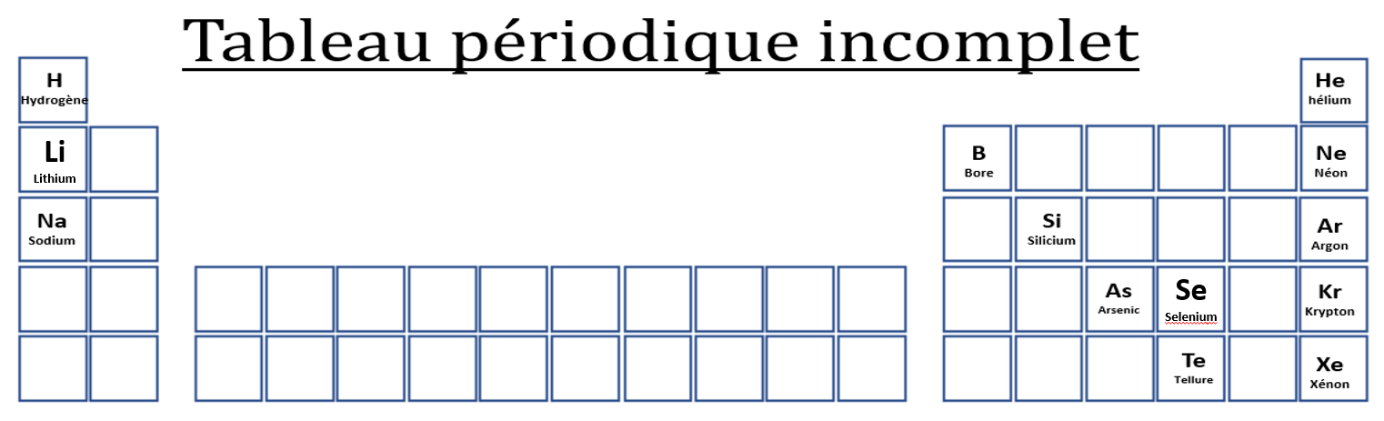 Tableau périodique incomplet
H
Hydrogène
He
hélium
Li
Lithium
B
Bore
Ne
Néon
Na
Sodium
Si
Silicium
Ar
Argon
As
Arsenic
Se
Selenium
Kr
Krypton
Te
Tellure
Xe
Xénon